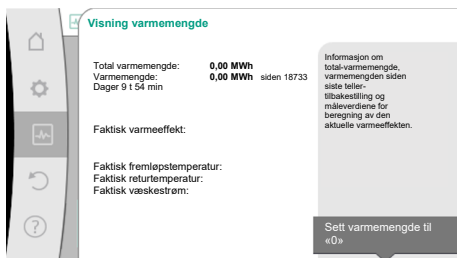 Visning varmemengde
Total varmemengde: 0,00 MWh
Varmemengde: 0,00 MWh siden 18733
Dager 9 t 54 min
Faktisk varmeeffekt:
Faktisk fremløpstemperatur:
Faktisk returtemperatur:
Faktisk væskestrøm:
Informasjon om
total-varmemengde,
varmemengden siden
siste teller-
tilbakestilling og
måleverdiene for
beregning av den
aktuelle varmeeffekten.
Sett varmemengde til
«0»